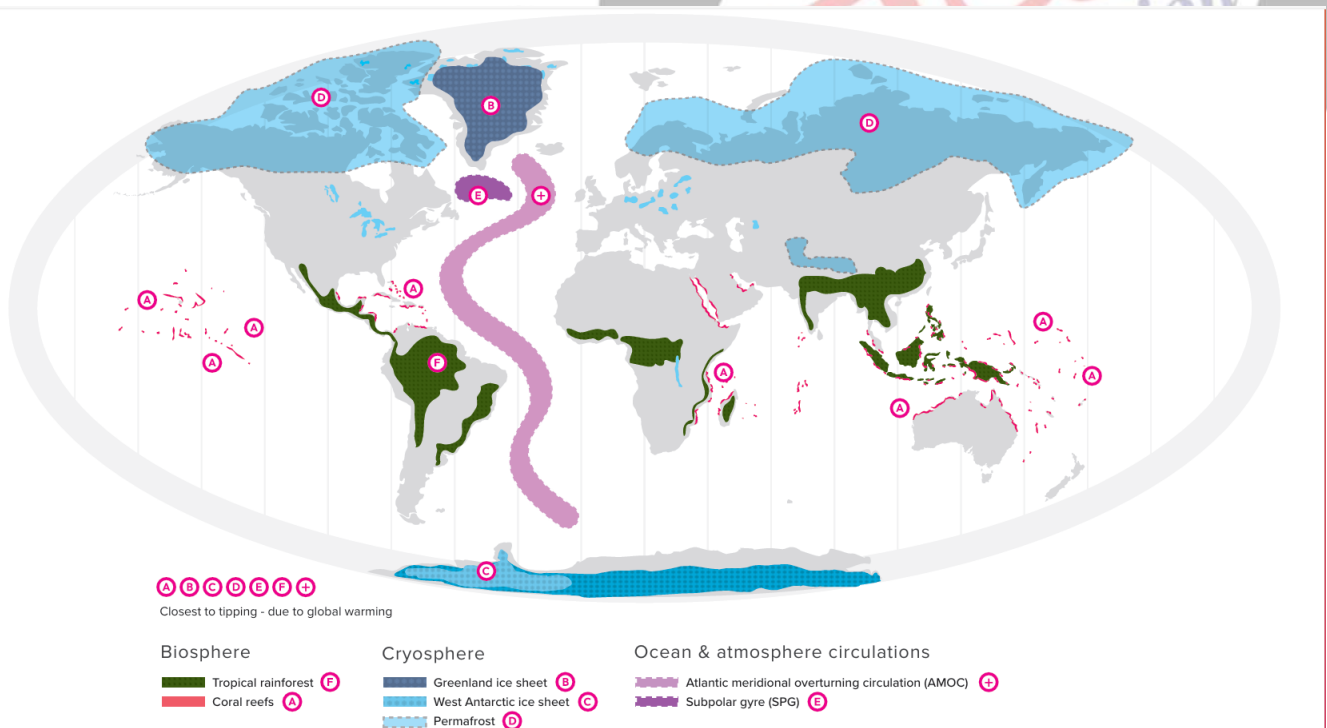 D
B
D
E
+
A
A
A
A
A
F
A
A
A
C
A B C D E F +
Closest to tipping - due to global warming
Biosphere
Tropical rainforest F
Coral reefs A
Cryosphere
Greenland ice sheet B
West Antarctic ice sheet C
Permafrost D
Ocean & atmosphere circulations
Atlantic meridional overturning circulation (AMOC) +
Subpolar gyre (SPG) E